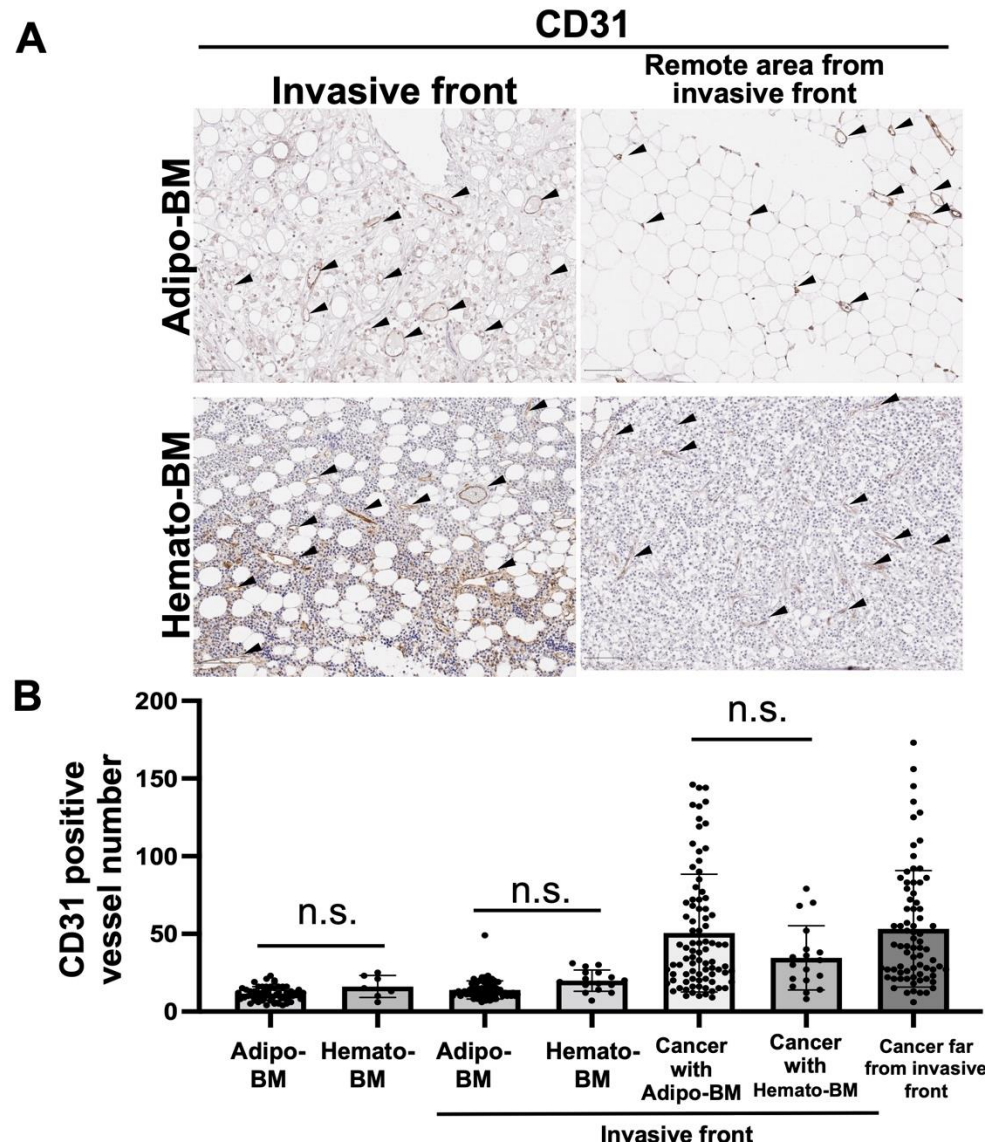 A
CD31
Invasive front
Remote area from
invasive front
Adipo-BM
Hemato-BM
B
CD31 positive
vessel number
200
150
100
50
0
n.s.
n.s.
n.s.
Adipo-
BM
Hemato-
BM
Adipo-
BM
Hemato-
BM
Cancer
with
Adipo-BM
Cancer
with
Hemato-BM
Cancer far
from invasive
front
Invasive front